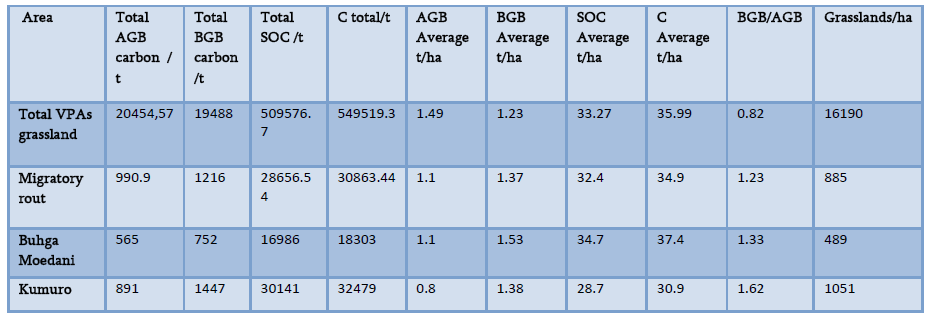 Area | Total AGB carbon / t | Total BGB carbon /t | Total SOC /t | C total/t | AGB Average t/ha | BGB Average t/ha | SOC Average t/ha | C Average t/ha | BGB/AGB | Grasslands/ha
Total VPAs grassland | 20454,57 | 19488 | 509576.7 | 549519.3 | 1.49 | 1.23 | 33.27 | 35.99 | 0.82 | 16190
Migratory rout | 990.9 | 1216 | 28656.54 | 30863.44 | 1.1 | 1.37 | 32.4 | 34.9 | 1.23 | 885
Buhga Moedani | 565 | 752 | 16986 | 18303 | 1.1 | 1.53 | 34.7 | 37.4 | 1.33 | 489
Kumuro | 891 | 1447 | 30141 | 32479 | 0.8 | 1.38 | 28.7 | 30.9 | 1.62 | 1051